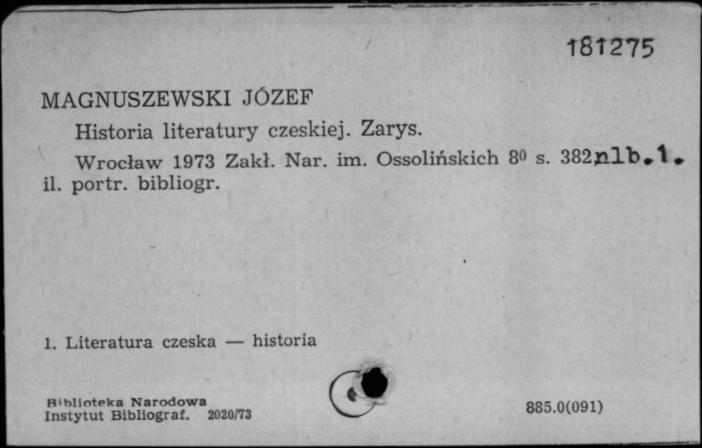 181275
MAGNUSZEWSKI JÓZEF
Historia literatury czeskiej. Zarys.
Wrocław 1973 Zakł. Nar. im. Ossolińskich 8⁰ s. 382,nlb.1.
il. portr. bibliogr.
1. Literatura czeska — historia
Biblioteka Narodowa
Instytut Bibliograf. 2020/73
885.0(091)